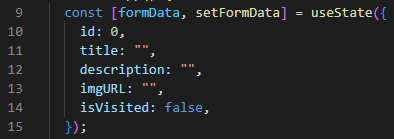 9 const [formData, setFormData] = useState({
10 id: 0,
11 title: "",
12 description: "",
13 imgURL: "",
14 isVisited: false,
15 });